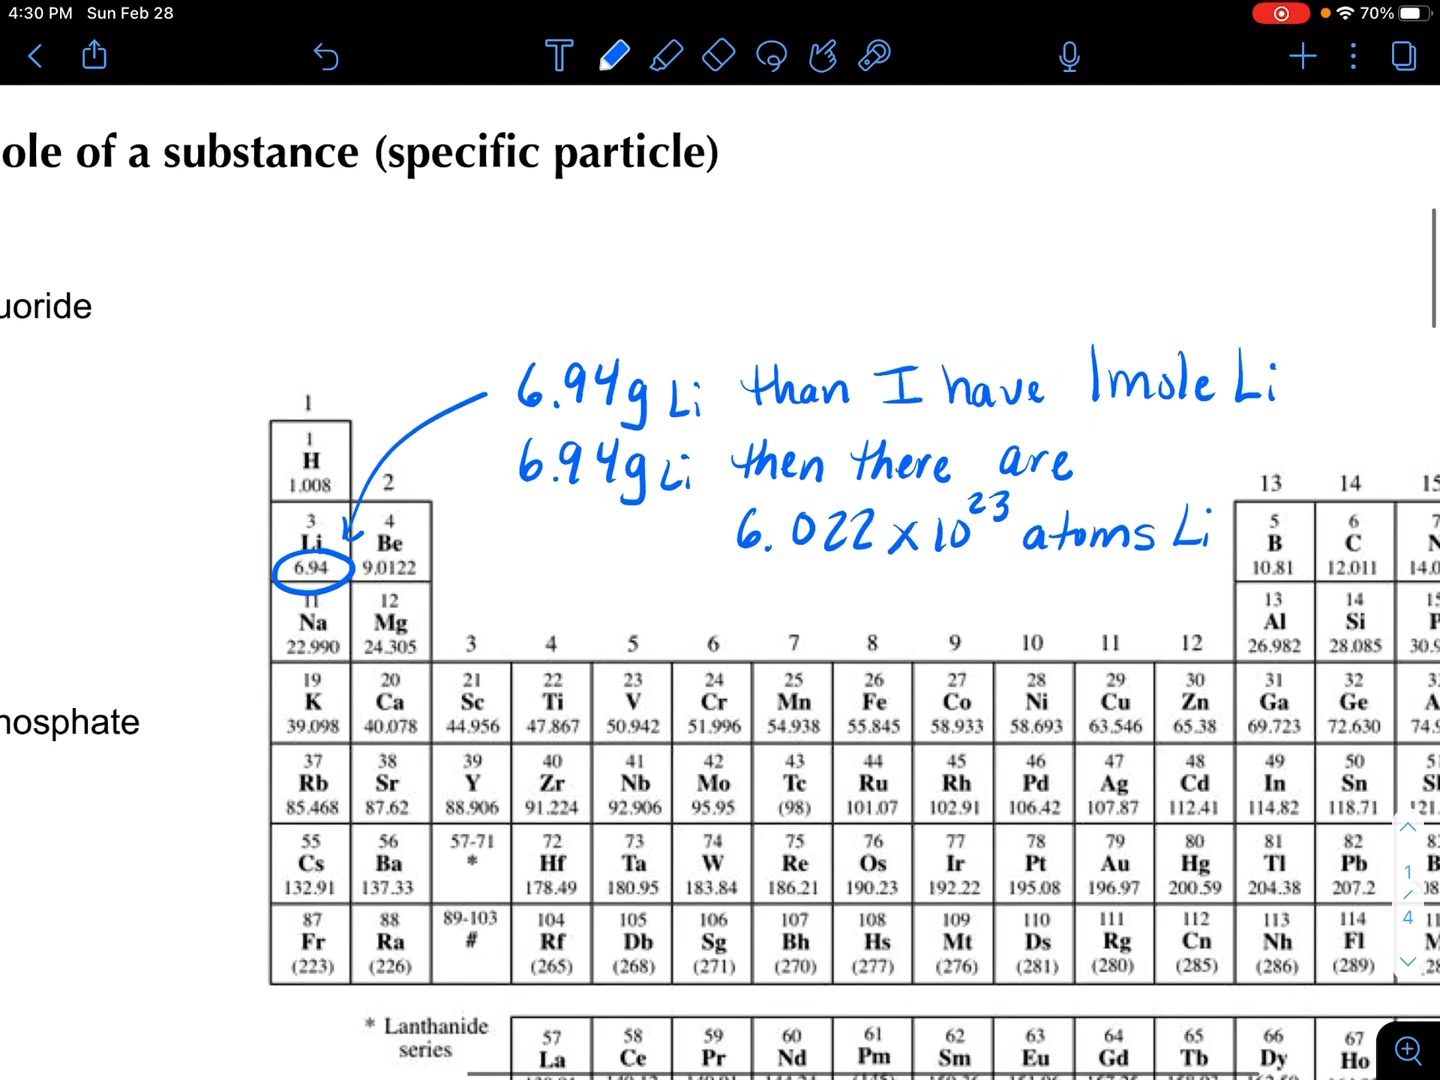 4:30 PM Sun Feb 28
70%
T
ole of a substance (specific particle)
uoride
6.94g Li than I have 1mole Li
6.94g Li then there are
6.022 x 10^23 atoms Li
hosphate
1
1
H
1.008
2
13 14 15
3 4 5 6 7
Li Be B C N
6.94 9.0122 10.81 12.011 14.0
11 12 13 14 15
Na Mg Al Si P
22.990 24.305 26.982 28.085 30.9
3 4 5 6 7 8 9 10 11 12
19 20 21 22 23 24 25 26 27 28 29 30 31 32
K Ca Sc Ti V Cr Mn Fe Co Ni Cu Zn Ga Ge A
39.098 40.078 44.956 47.867 50.942 51.996 54.938 55.845 58.933 58.693 63.546 65.38 69.723 72.630 74.9
37 38 39 40 41 42 43 44 45 46 47 48 49 50
Rb Sr Y Zr Nb Mo Tc Ru Rh Pd Ag Cd In Sn
85.468 87.62 88.906 91.224 92.906 95.95 (98) 101.07 102.91 106.42 107.87 112.41 114.82 118.71
55 56 57-71 72 73 74 75 76 77 78 79 80 81 82
Cs Ba * Hf Ta W Re Os Ir Pt Au Hg Tl Pb
132.91 137.33 178.49 180.95 183.84 186.21 190.23 192.22 195.08 196.97 200.59 204.38 207.2
87 88 89-103 104 105 106 107 108 109 110 111 112 113 114
Fr Ra # Rf Db Sg Bh Hs Mt Ds Rg Cn Nh Fl
(223) (226) (265) (268) (271) (270) (277) (276) (281) (280) (285) (286) (289)
1
/
4
* Lanthanide
series
57 58 59 60 61 62 63 64 65 66 67
La Ce Pr Nd Pm Sm Eu Gd Tb Dy Ho